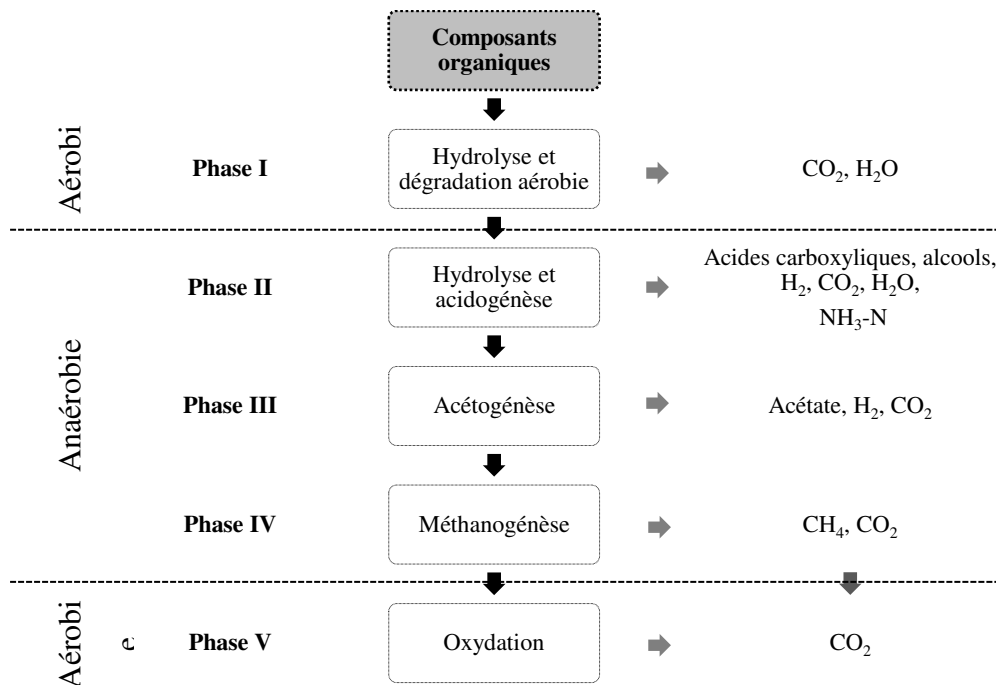 Composants
organiques
Aérobi
Phase I
Hydrolyse et
dégradation aérobie
CO₂, H₂O
Anaérobie
Phase II
Hydrolyse et
acidogénèse
Acides carboxyliques, alcools,
H₂, CO₂, H₂O,
NH₃-N
Phase III
Acétogénèse
Acétate, H₂, CO₂
Phase IV
Méthanogénèse
CH₄, CO₂
Aérobi
e
Phase V
Oxydation
CO₂